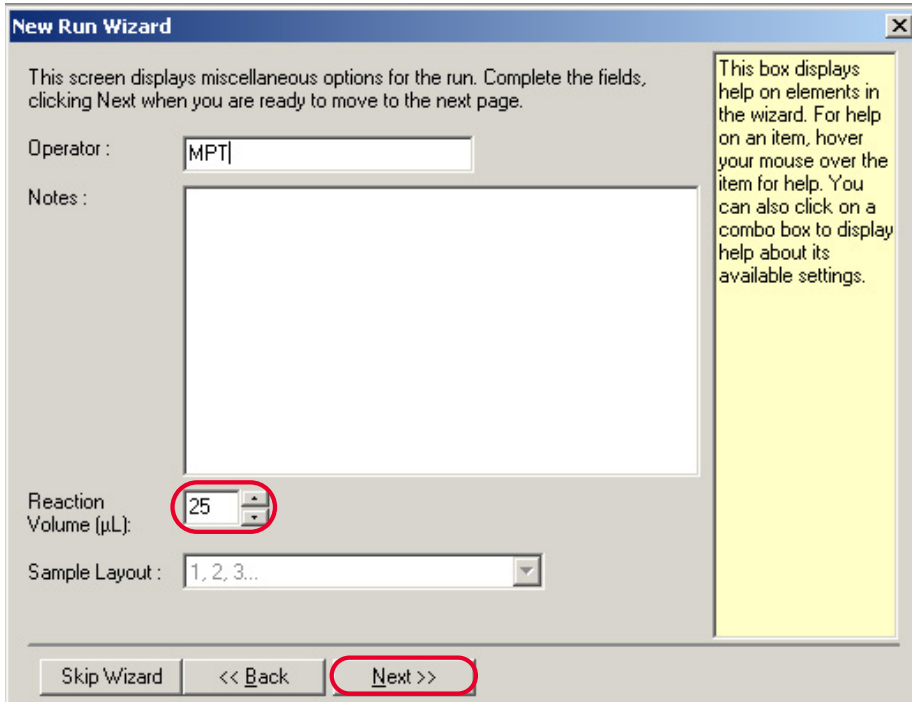 New Run Wizard
This screen displays miscellaneous options for the run. Complete the fields,
clicking Next when you are ready to move to the next page.
Operator :
MPT
Notes :
Reaction
Volume (µL):
25
Sample Layout :
1, 2, 3...
This box displays
help on elements in
the wizard. For help
on an item, hover
your mouse over the
item for help. You
can also click on a
combo box to display
help about its
available settings.
Skip Wizard
<< Back
Next >>